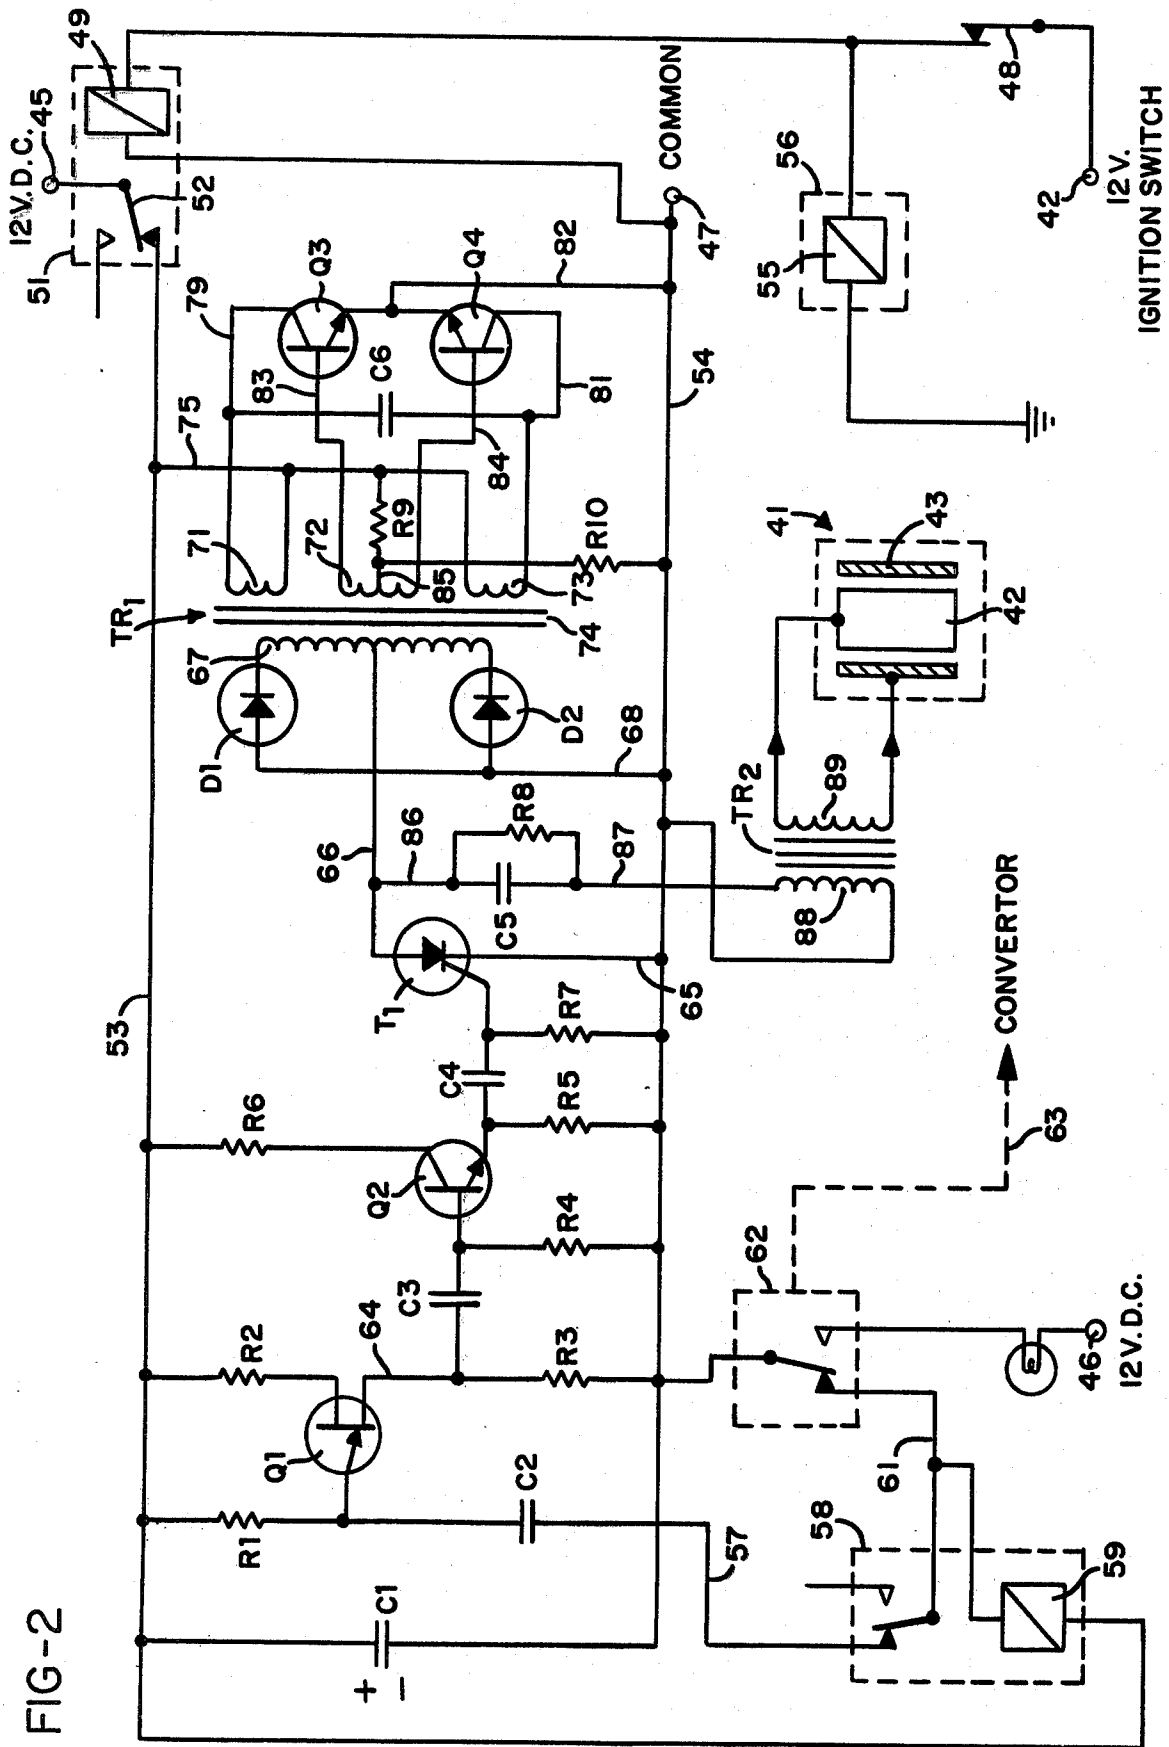 FIG-2
53
R1
R2
R6
Q1
64
C1
+
−
C2
C3
Q2
R3
R4
R5
C4
R7
T1
66
86
C5
R8
87
65
68
D1
D2
67
TR1
71
72
73
74
85
R9
R10
75
79
83
C6
84
81
Q3
Q4
82
54
47
COMMON
51
12 V.D.C.
45
52
49
57
58
59
61
62
63
CONVERTOR
46
12 V.D.C.
TR2
88
89
41
43
42
55
56
48
42
12 V.
IGNITION SWITCH